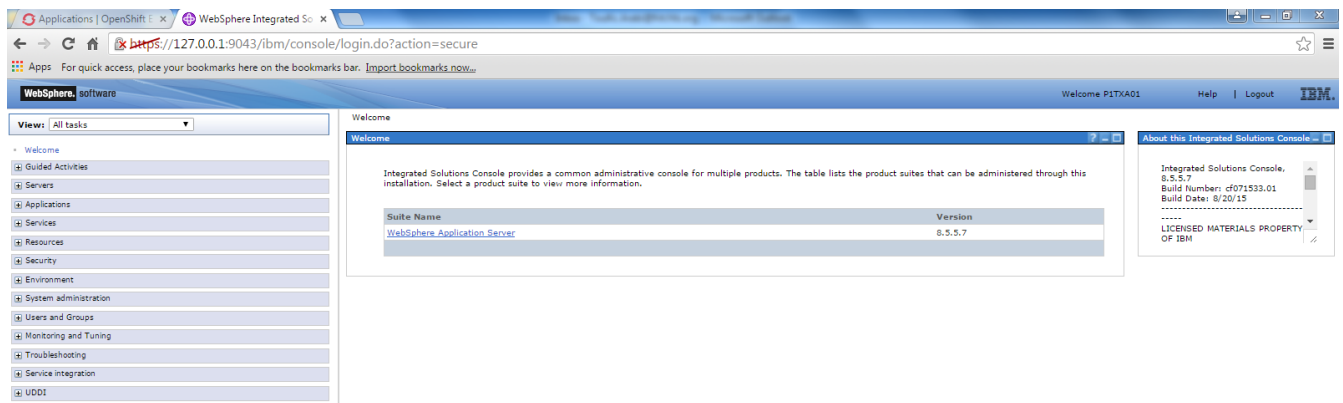 Applications | OpenShift E
WebSphere Integrated So
https://127.0.0.1:9043/ibm/console/login.do?action=secure
Apps For quick access, place your bookmarks here on the bookmarks bar. Import bookmarks now...
WebSphere. software
Welcome P1TXA01
Help | Logout
IBM.
View: All tasks
Welcome
Guided Activities
Servers
Applications
Services
Resources
Security
Environment
System administration
Users and Groups
Monitoring and Tuning
Troubleshooting
Service integration
UDDI
Welcome
Welcome
Integrated Solutions Console provides a common administrative console for multiple products. The table lists the product suites that can be administered through this
installation. Select a product suite to view more information.
Suite Name Version
WebSphere Application Server 8.5.5.7
About this Integrated Solutions Console
Integrated Solutions Console,
8.5.5.7
Build Number: cf071533.01
Build Date: 8/20/15
-----------------------------------
-----
LICENSED MATERIALS PROPERTY
OF IBM